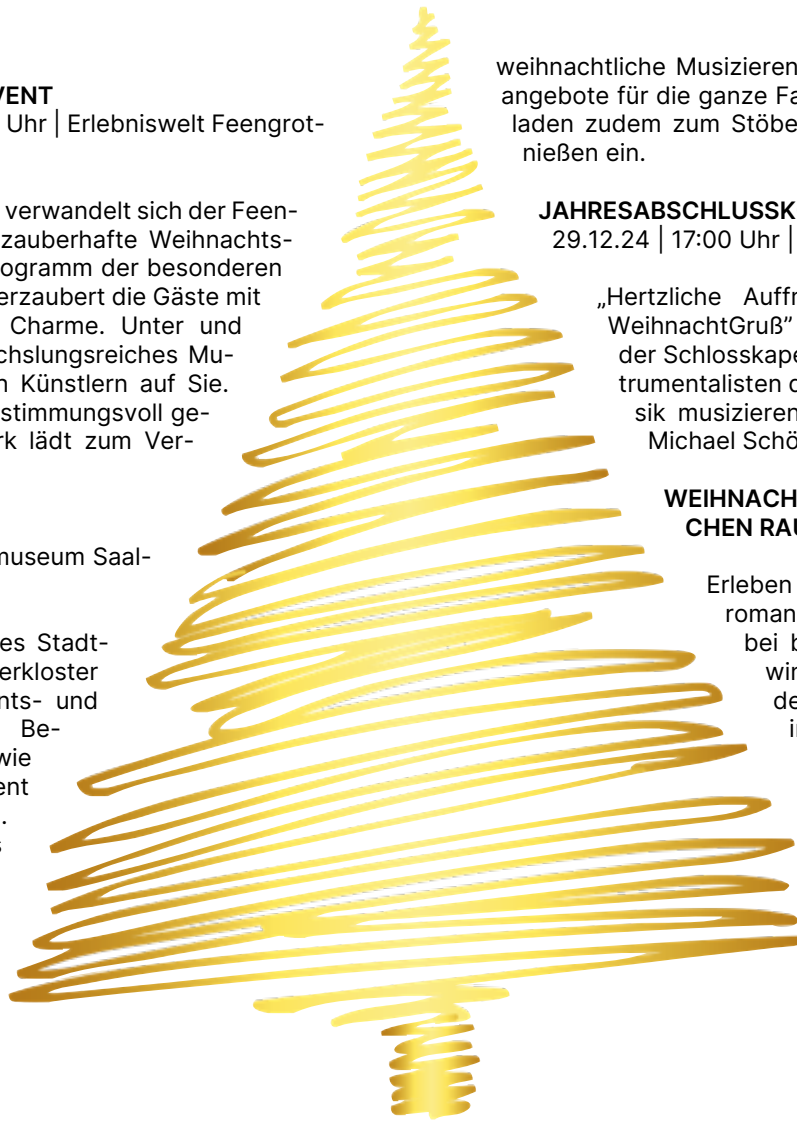 VENT
Uhr | Erlebniswelt Feengrot-
verwandelt sich der Feen-
zauberhafte Weihnachts-
ogramm der besonderen
erzaubert die Gäste mit
Charme. Unter und
chslungsreiches Mu-
n Künstlern auf Sie.
stimmungsvoll ge-
rk lädt zum Ver-
museum Saal-
es Stadt-
erkloster
nts- und
Be-
wie
ent
.
s
weihnachtliche Musizieren
angebote für die ganze Fa
laden zudem zum Stöbe
nießen ein.
JAHRESABSCHLUSSK
29.12.24 | 17:00 Uhr |
„Hertzliche Auffr
WeihnachtGruß”
der Schlosskape
trumentalisten d
sik musizieren
Michael Schö
WEIHNACH
CHEN RAU
Erleben
roman
bei b
win
de
i